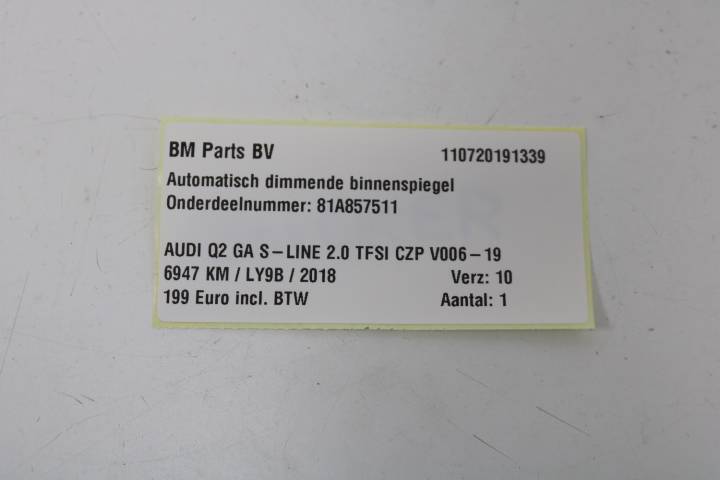 BM Parts BV 110720191339
Automatisch dimmende binnenspiegel
Onderdeelnummer: 81A857511
AUDI Q2 GA S-LINE 2.0 TFSI CZP V006-19
6947 KM / LY9B / 2018 Verz: 10
199 Euro incl. BTW Aantal: 1